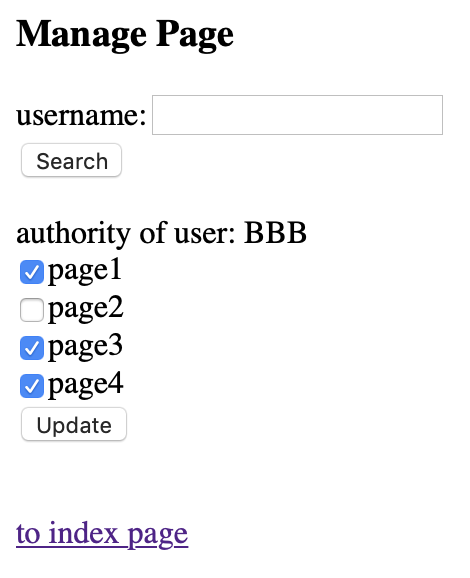 Manage Page
username:
Search
authority of user: BBB
page1
page2
page3
page4
Update
to index page